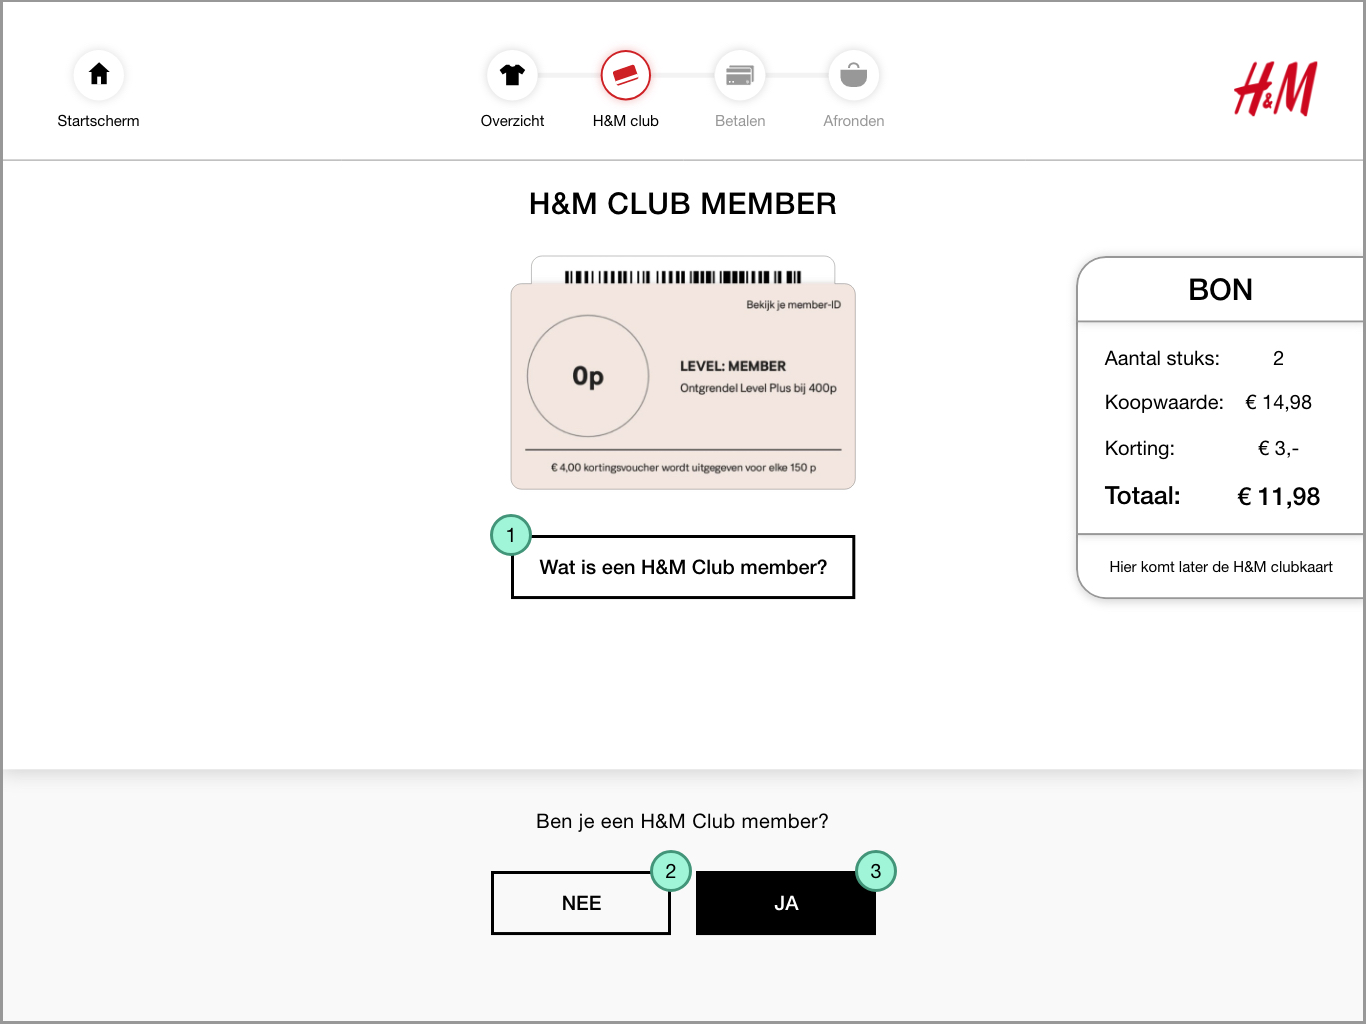 Startscherm
Overzicht
H&M club
Betalen
Afronden
H&M
H&M CLUB MEMBER
Bekijk je member-ID
0p
LEVEL: MEMBER
Ontgrendel Level Plus bij 400p
€ 4,00 kortingsvoucher wordt uitgegeven voor elke 150 p
1
Wat is een H&M Club member?
BON
Aantal stuks: 2
Koopwaarde: € 14,98
Korting: € 3,-
Totaal: € 11,98
Hier komt later de H&M clubkaart
Ben je een H&M Club member?
2
NEE
3
JA